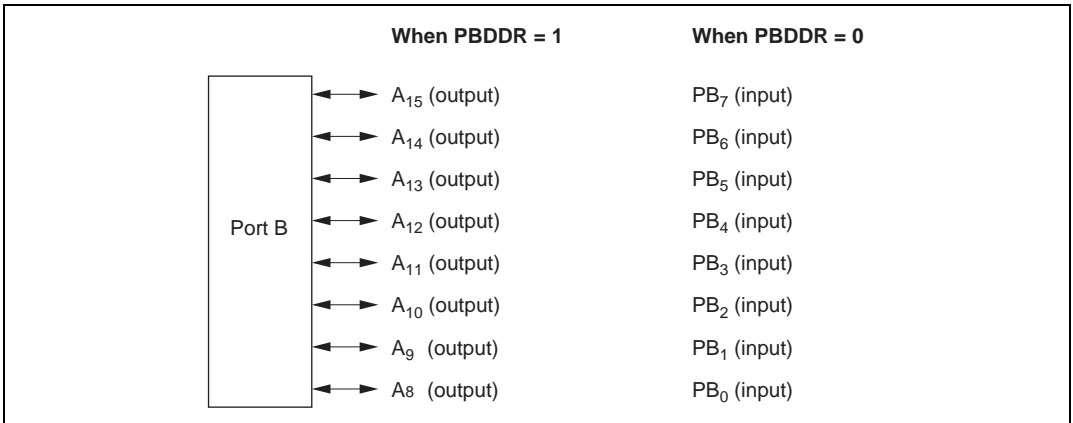 When PBDDR = 1 When PBDDR = 0
A₁₅ (output) PB₇ (input)
A₁₄ (output) PB₆ (input)
A₁₃ (output) PB₅ (input)
Port B A₁₂ (output) PB₄ (input)
A₁₁ (output) PB₃ (input)
A₁₀ (output) PB₂ (input)
A₉ (output) PB₁ (input)
A₈ (output) PB₀ (input)